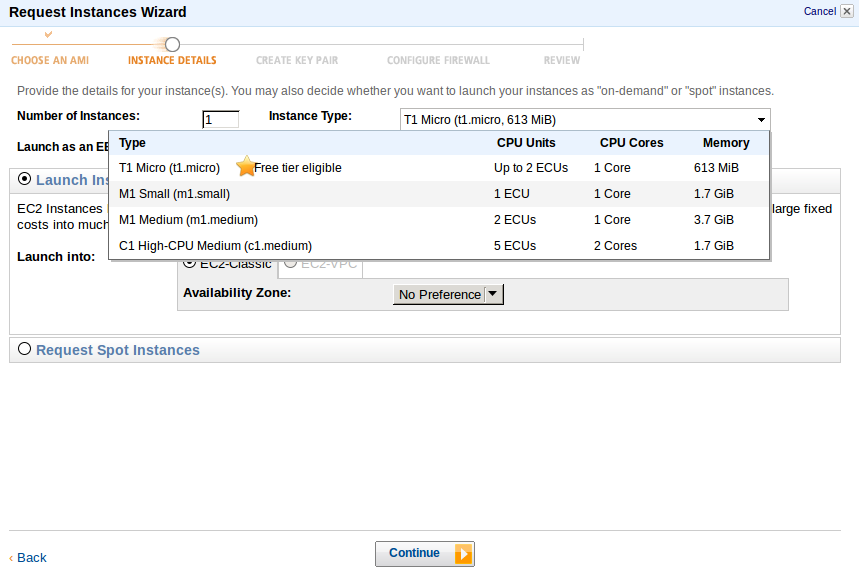 Request Instances Wizard
Cancel
CHOOSE AN AMI INSTANCE DETAILS CREATE KEY PAIR CONFIGURE FIREWALL REVIEW
Provide the details for your instance(s). You may also decide whether you want to launch your instances as "on-demand" or "spot" instances.
Number of Instances: 1 Instance Type: T1 Micro (t1.micro, 613 MiB)
Launch as an
Type CPU Units CPU Cores Memory
T1 Micro (t1.micro) Free tier eligible Up to 2 ECUs 1 Core 613 MiB
Launch
M1 Small (m1.small) 1 ECU 1 Core 1.7 GiB
EC2 Instances large fixed
M1 Medium (m1.medium) 2 ECUs 1 Core 3.7 GiB
costs into much
C1 High-CPU Medium (c1.medium) 5 ECUs 2 Cores 1.7 GiB
Launch into: EC2-Classic EC2-VPC
Availability Zone: No Preference
Request Spot Instances
‹ Back
Continue